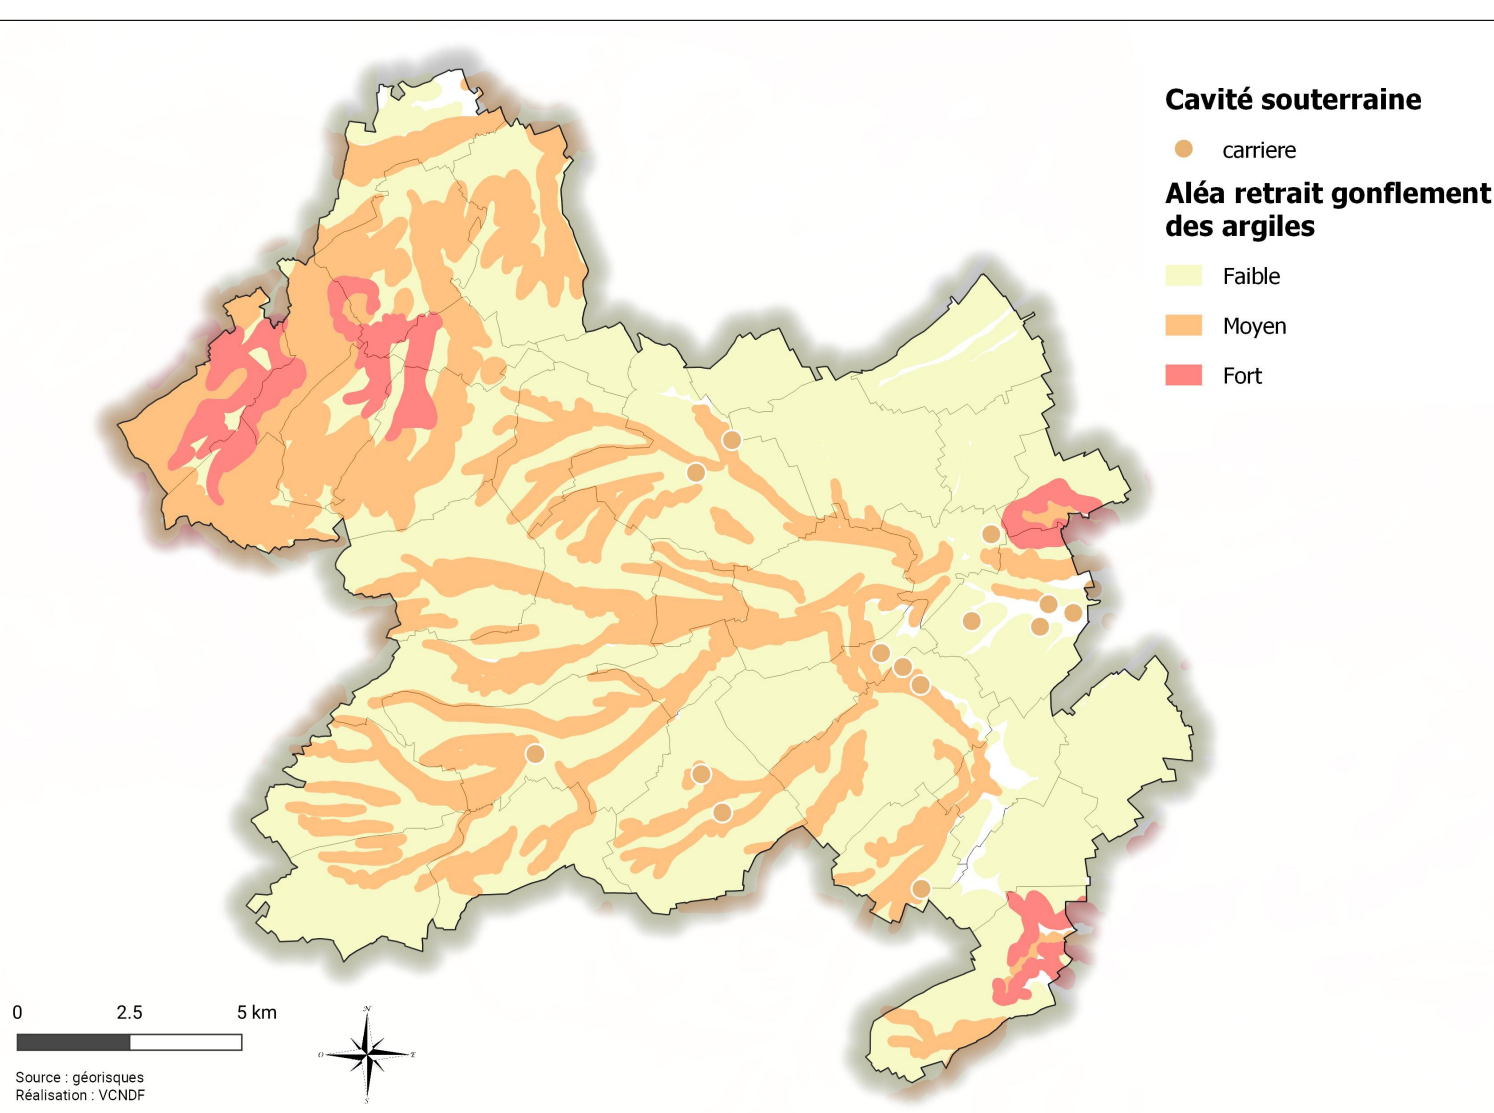 Cavité souterraine
carriere
Aléa retrait gonflement
des argiles
Faible
Moyen
Fort
0 2.5 5 km
N
O E
S
Source : géorisques
Réalisation : VCNDF